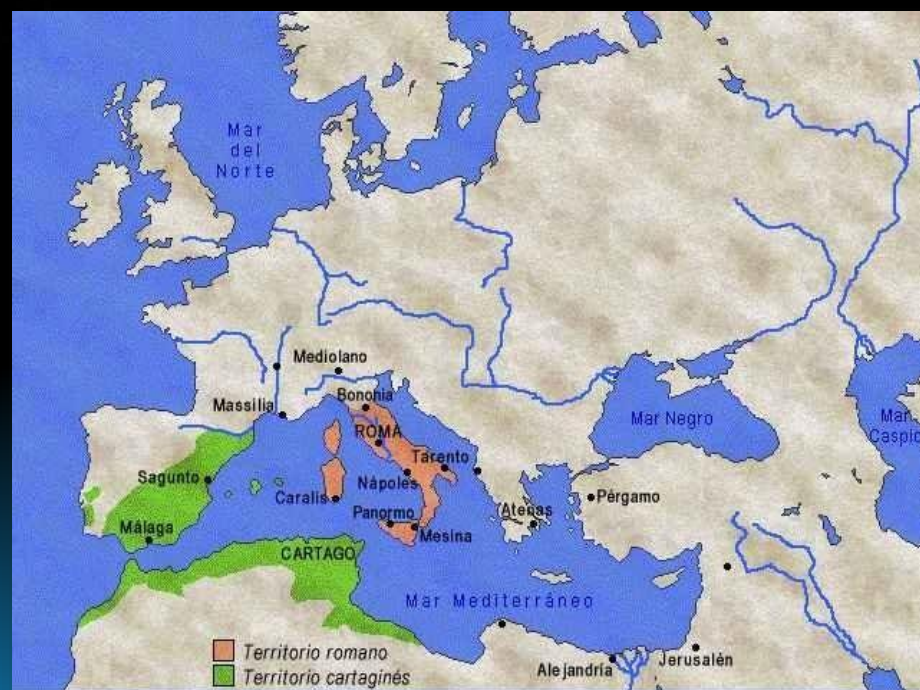 Mar
del
Norte
Mediolano
Massilia
Bonohia
ROMA
Tarento
Nápoles
Sagunto
Caralis
Panormo
Mesina
Málaga
CARTAGO
Atenas
Pérgamo
Mar Negro
Mar
Caspio
Mar Mediterráneo
Alejandría
Jerusalén
Territorio romano
Territorio cartaginés